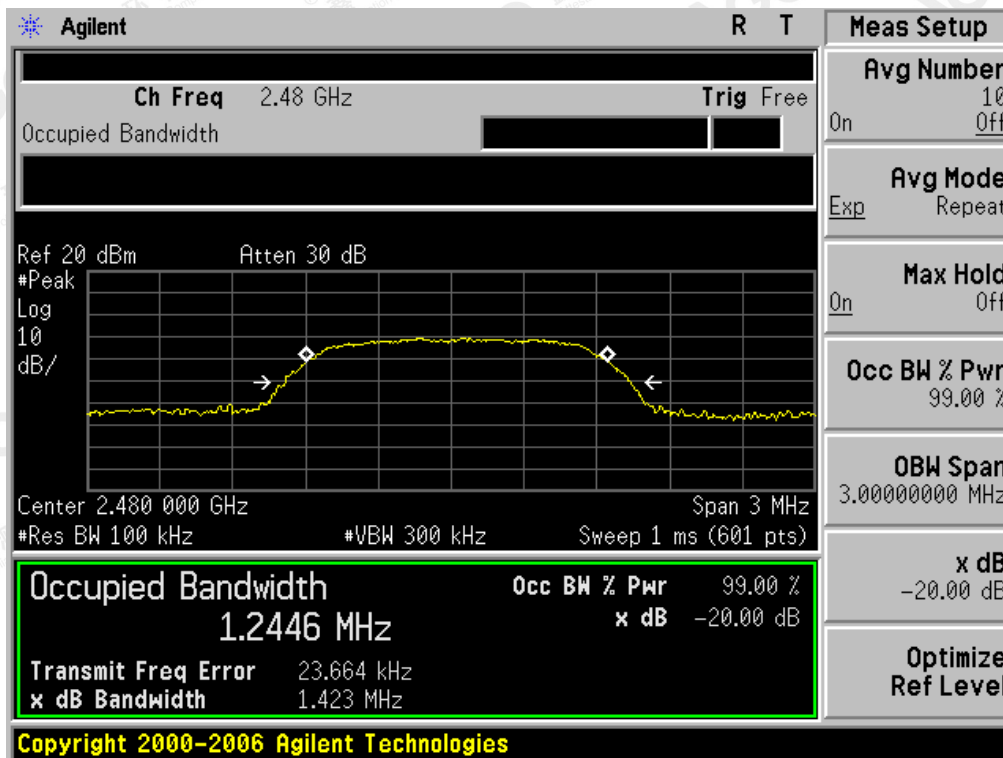 Agilent R T Meas Setup
Ch Freq 2.48 GHz Trig Free
Occupied Bandwidth
Ref 20 dBm Atten 30 dB
#Peak
Log
10
dB/
Center 2.480 000 GHz Span 3 MHz
#Res BW 100 kHz #VBW 300 kHz Sweep 1 ms (601 pts)
Occupied Bandwidth Occ BW % Pwr 99.00 %
1.2446 MHz x dB -20.00 dB
Transmit Freq Error 23.664 kHz
x dB Bandwidth 1.423 MHz
Copyright 2000-2006 Agilent Technologies
Avg Number
10
On Off
Avg Mode
Exp Repeat
Max Hold
On Off
Occ BW % Pwr
99.00 %
OBW Span
3.00000000 MHz
x dB
-20.00 dB
Optimize
Ref Level